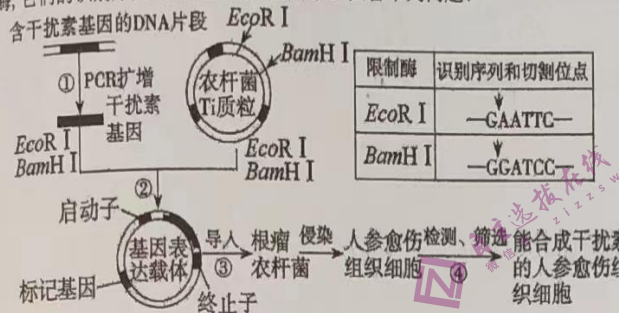 含干扰素基因的DNA片段
EcoR I
BamH I
① PCR扩增
干扰素
基因
农杆菌
Ti质粒
EcoR I
BamH I
EcoR I
BamH I
限制酶 识别序列和切割位点
EcoR I —GAATTC—
BamH I —GGATCC—
②
启动子
基因表
达载体
标记基因
终止子
导入
③
根瘤
农杆菌
侵染
人参愈伤
组织细胞
检测、筛选
④
能合成干扰素
的人参愈伤组
织细胞